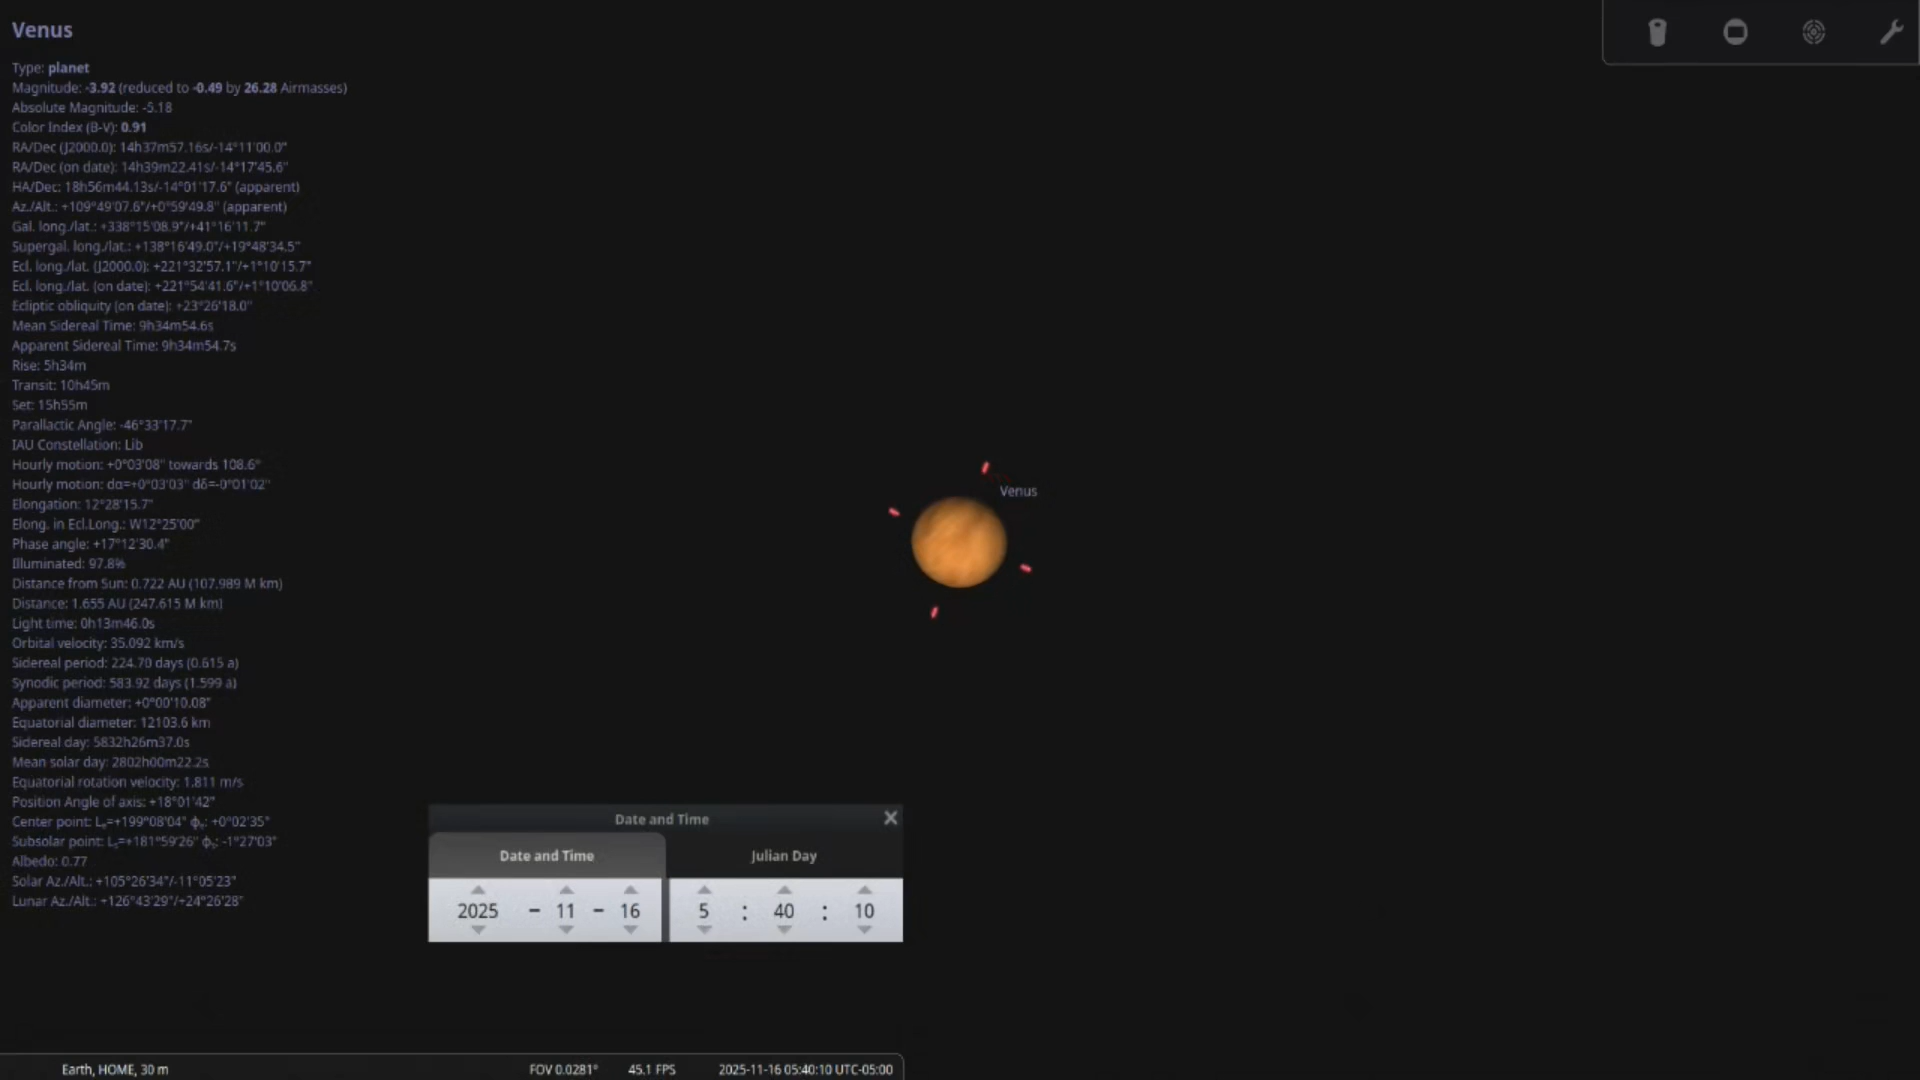 Venus
Type: planet
Magnitude: -3.92 (reduced to -0.49 by 26.28 Airmasses)
Absolute Magnitude: -5.18
Color Index (B-V): 0.91
RA/Dec (J2000.0): 14h37m57.16s/-14°11'00.0"
RA/Dec (on date): 14h39m22.41s/-14°17'45.6"
HA/Dec: 18h56m44.13s/-14°01'17.6" (apparent)
Az./Alt.: +109°49'07.6"/+0°59'49.8" (apparent)
Gal. long./lat.: +338°15'08.9"/+41°16'11.7"
Supergal. long./lat.: +138°16'49.0"/+19°48'34.5"
Ecl. long./lat. (J2000.0): +221°32'57.1"/+1°10'15.7"
Ecl. long./lat. (on date): +221°54'41.6"/+1°10'06.8"
Ecliptic obliquity (on date): +23°26'18.0"
Mean Sidereal Time: 9h34m54.6s
Apparent Sidereal Time: 9h34m54.7s
Rise: 5h34m
Transit: 10h45m
Set: 15h55m
Parallactic Angle: -46°33'17.7"
IAU Constellation: Lib
Hourly motion: +0°03'08" towards 108.6°
Hourly motion: dα=+0°03'03" dδ=-0°01'02"
Elongation: 12°28'15.7"
Elong. in Ecl.Long.: W12°25'00"
Phase angle: +17°12'30.4"
Illuminated: 97.8%
Distance from Sun: 0.722 AU (107.989 M km)
Distance: 1.655 AU (247.615 M km)
Light time: 0h13m46.0s
Orbital velocity: 35.092 km/s
Sidereal period: 224.70 days (0.615 a)
Synodic period: 583.92 days (1.599 a)
Apparent diameter: +0°00'10.08"
Equatorial diameter: 12103.6 km
Sidereal day: 5832h26m37.0s
Mean solar day: 2802h00m22.2s
Equatorial rotation velocity: 1.811 m/s
Position Angle of axis: +18°01'42"
Center point: Lₑ=+199°08'04" φₑ: +0°02'35"
Subsolar point: Lₛ=+181°59'26" φₛ: -1°27'03"
Albedo: 0.77
Solar Az./Alt.: +105°26'34"/-11°05'23"
Lunar Az./Alt.: +126°43'29"/+24°26'28"
Venus
Date and Time
Date and Time Julian Day
2025 - 11 - 16 5 : 40 : 10
Earth, HOME, 30 m FOV 0.0281° 45.1 FPS 2025-11-16 05:40:10 UTC-05:00